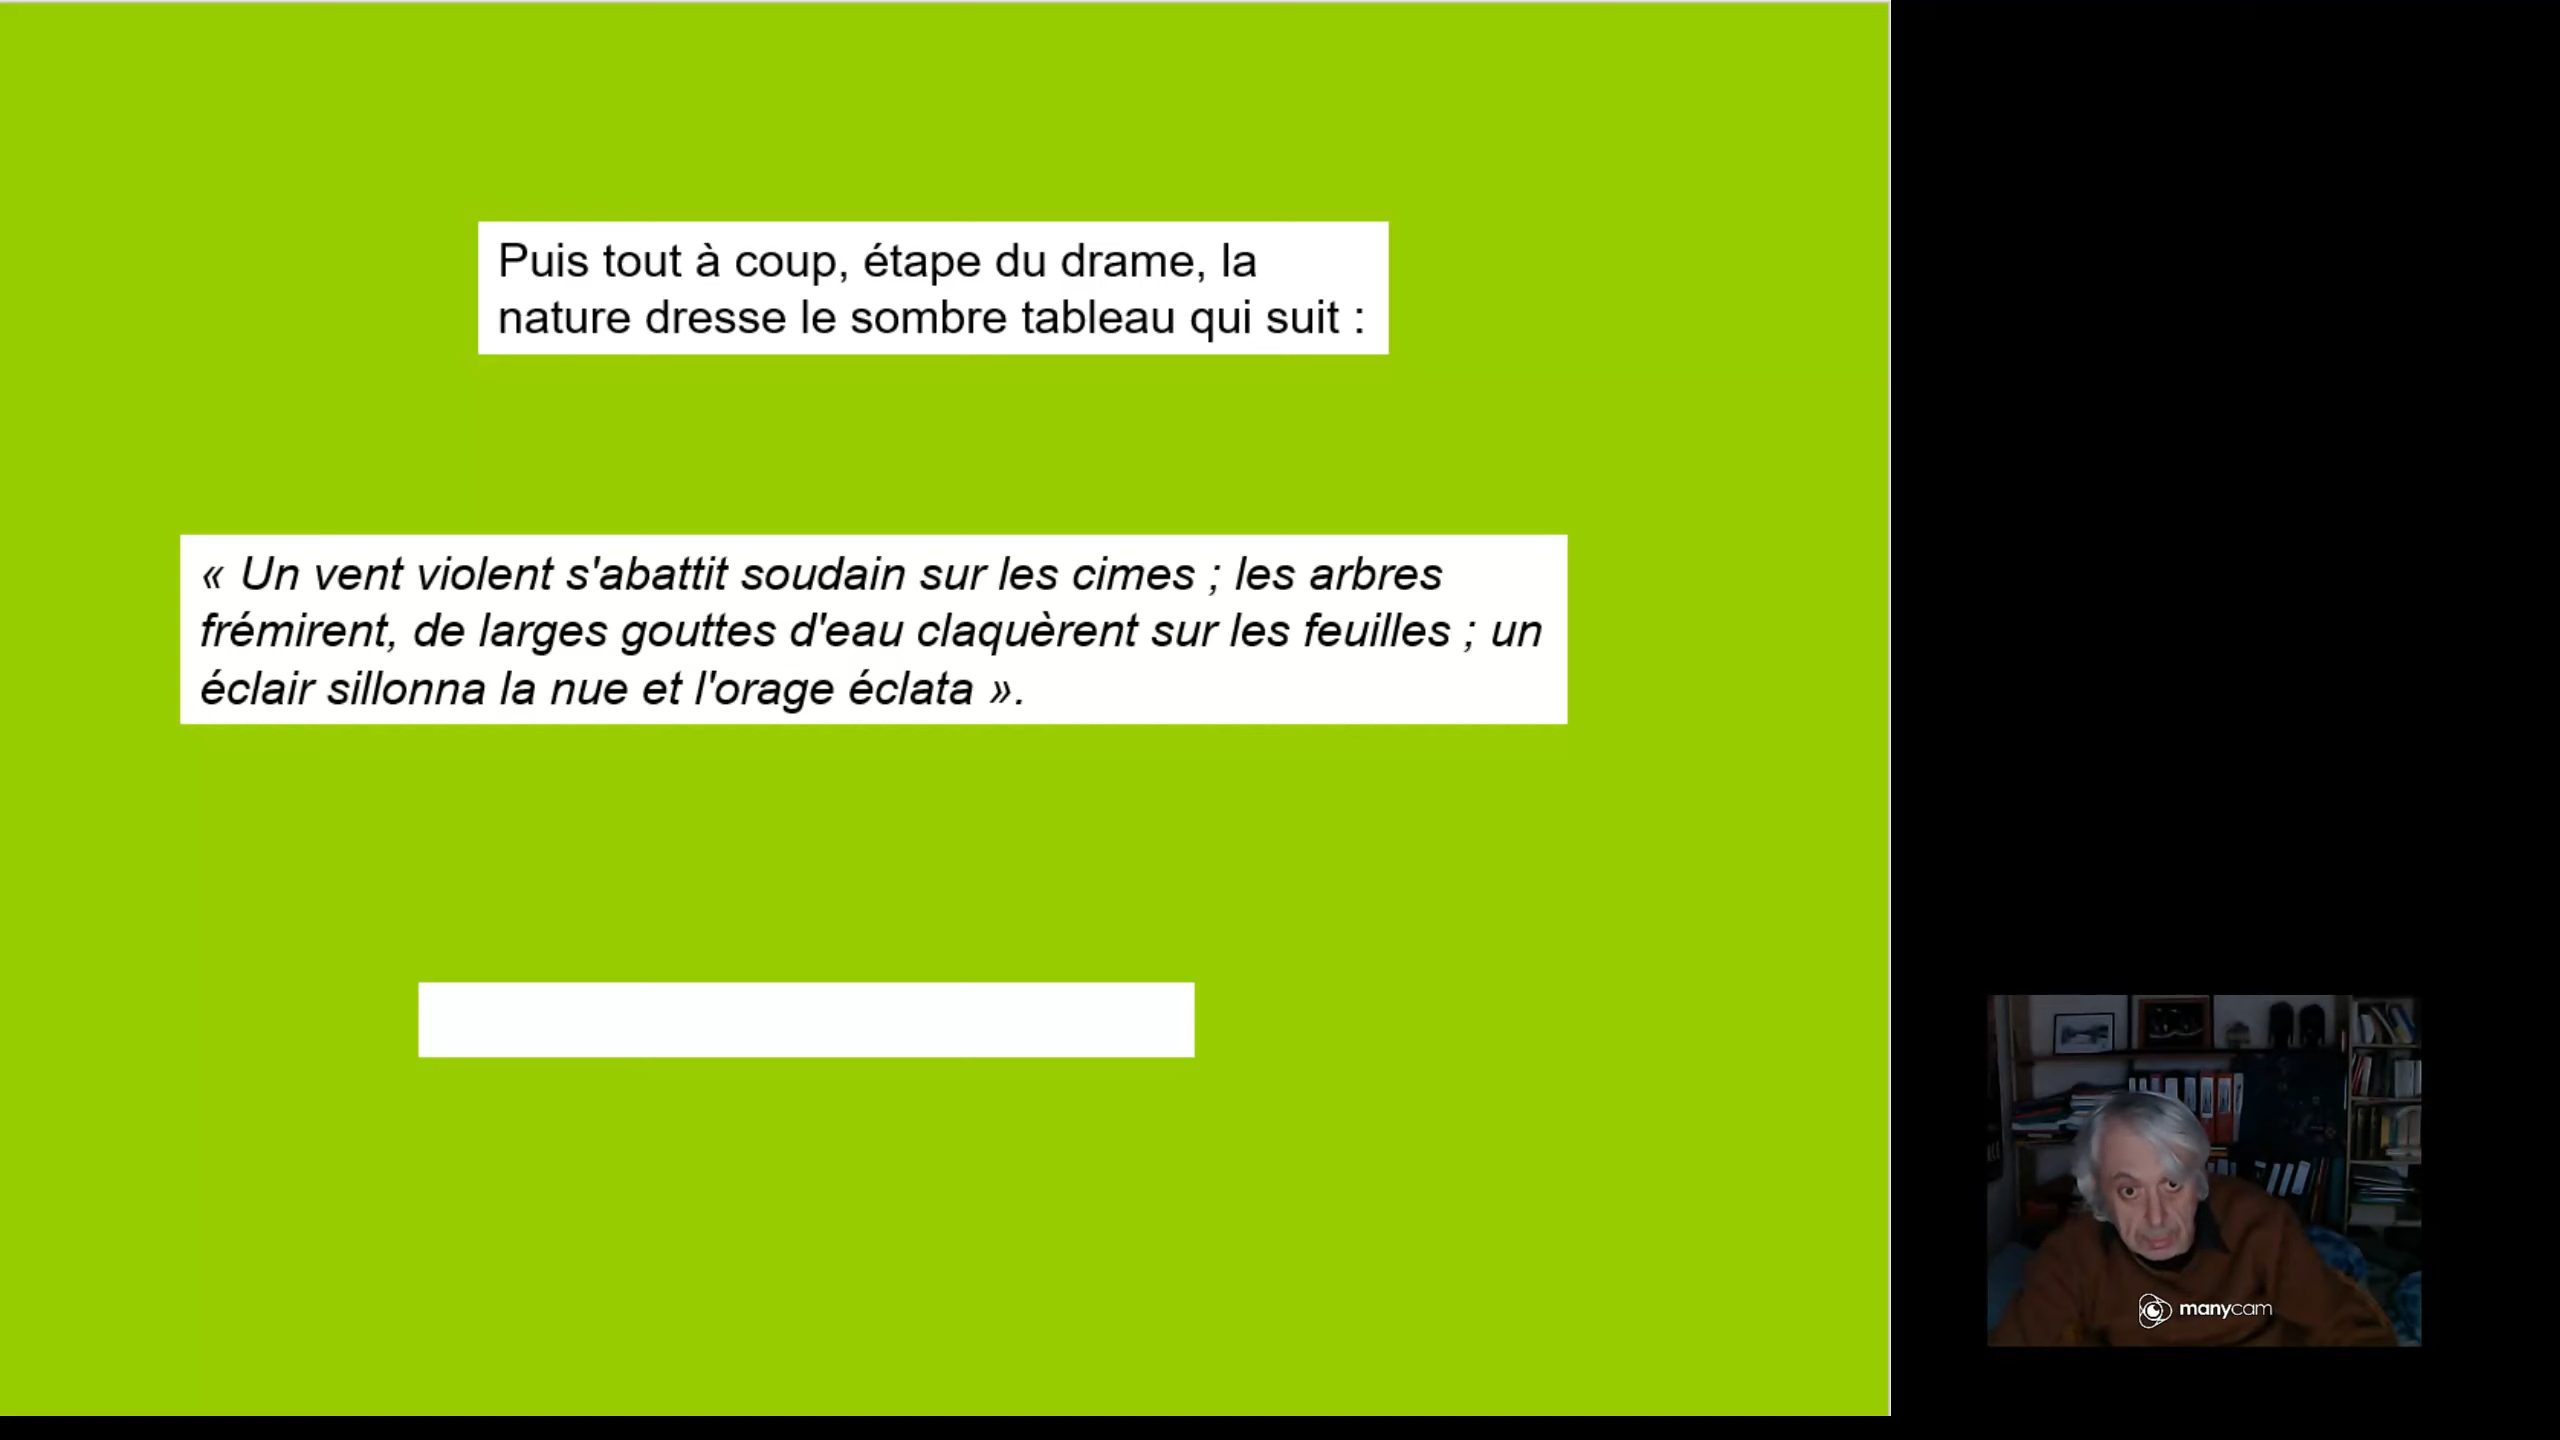 Puis tout à coup, étape du drame, la
nature dresse le sombre tableau qui suit :
« Un vent violent s'abattit soudain sur les cimes ; les arbres
frémirent, de larges gouttes d'eau claquèrent sur les feuilles ; un
éclair sillonna la nue et l'orage éclata ».
manycam